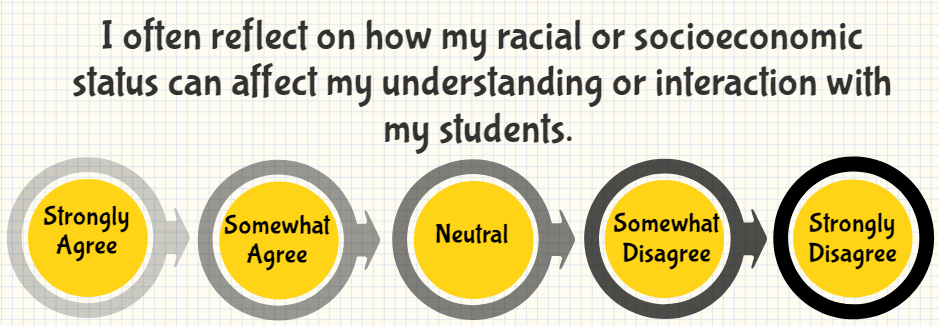 I often reflect on how my racial or socioeconomic
status can affect my understanding or interaction with
my students.
Strongly
Agree
Somewhat
Agree
Neutral
Somewhat
Disagree
Strongly
Disagree